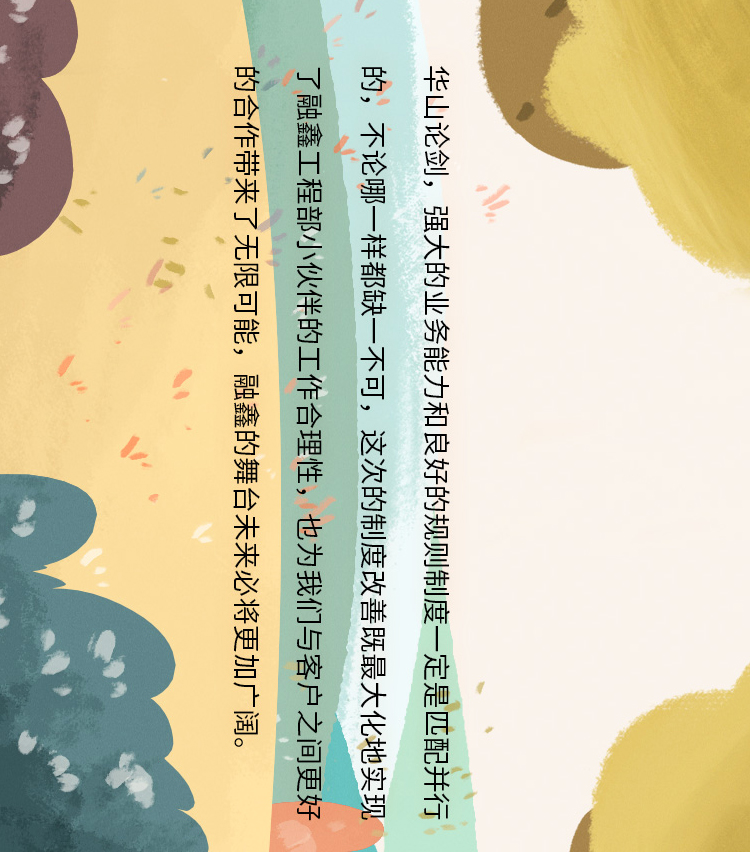 华山论剑，强大的业务能力和良好的规则制度一定是匹配并行
的，不论哪一样都缺一不可，这次的制度改善既最大化地实现
了融鑫工程部小伙伴的工作合理性，也为我们与客户之间更好
的合作带来了无限可能，融鑫的舞台未来必将更加广阔。